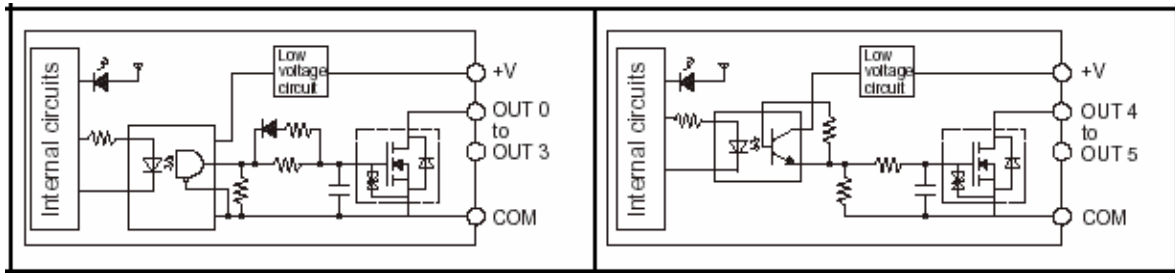 Internal circuits
Low
voltage
circuit
+V
OUT 0
to
OUT 3
COM
Internal circuits
Low
voltage
circuit
+V
OUT 4
to
OUT 5
COM